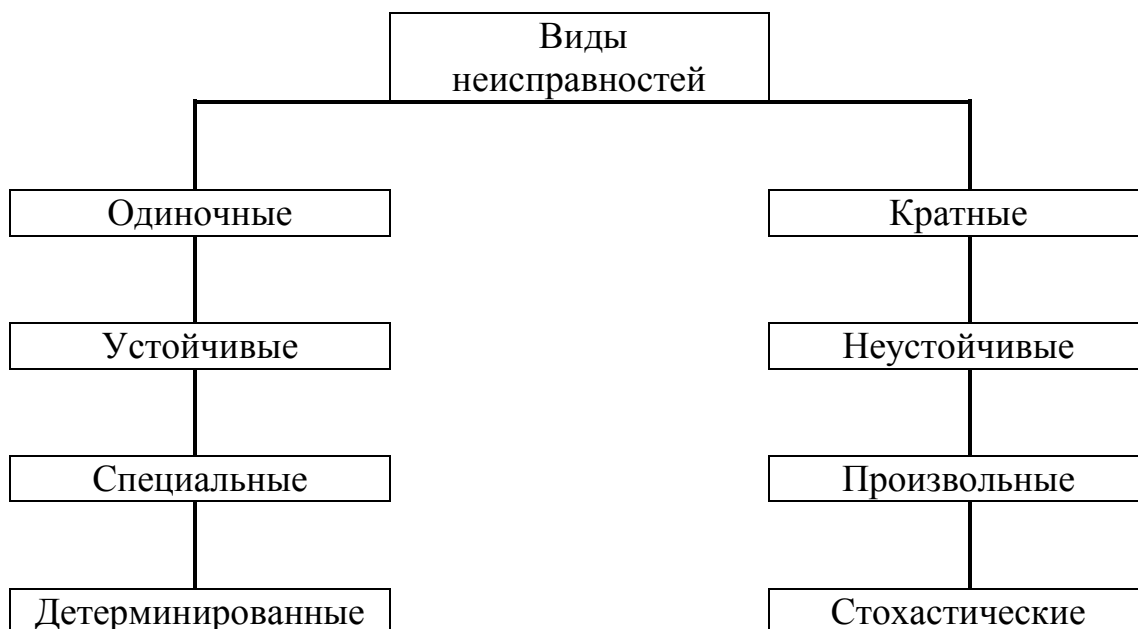 Виды
неисправностей
Одиночные
Кратные
Устойчивые
Неустойчивые
Специальные
Произвольные
Детерминированные
Стохастические